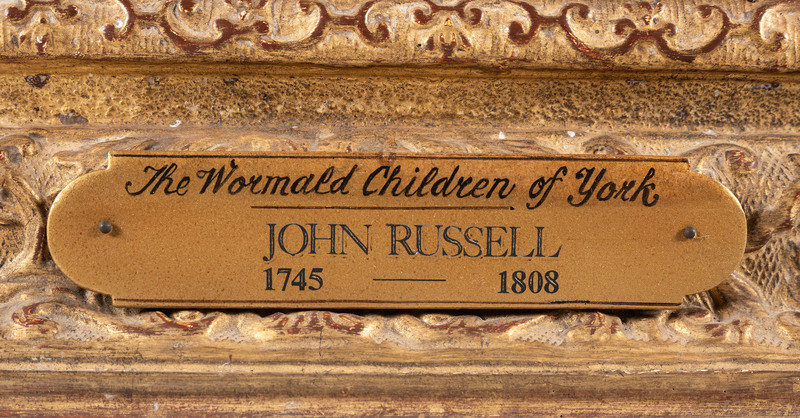 The Wormald Children of York
JOHN RUSSELL
1745 — 1808